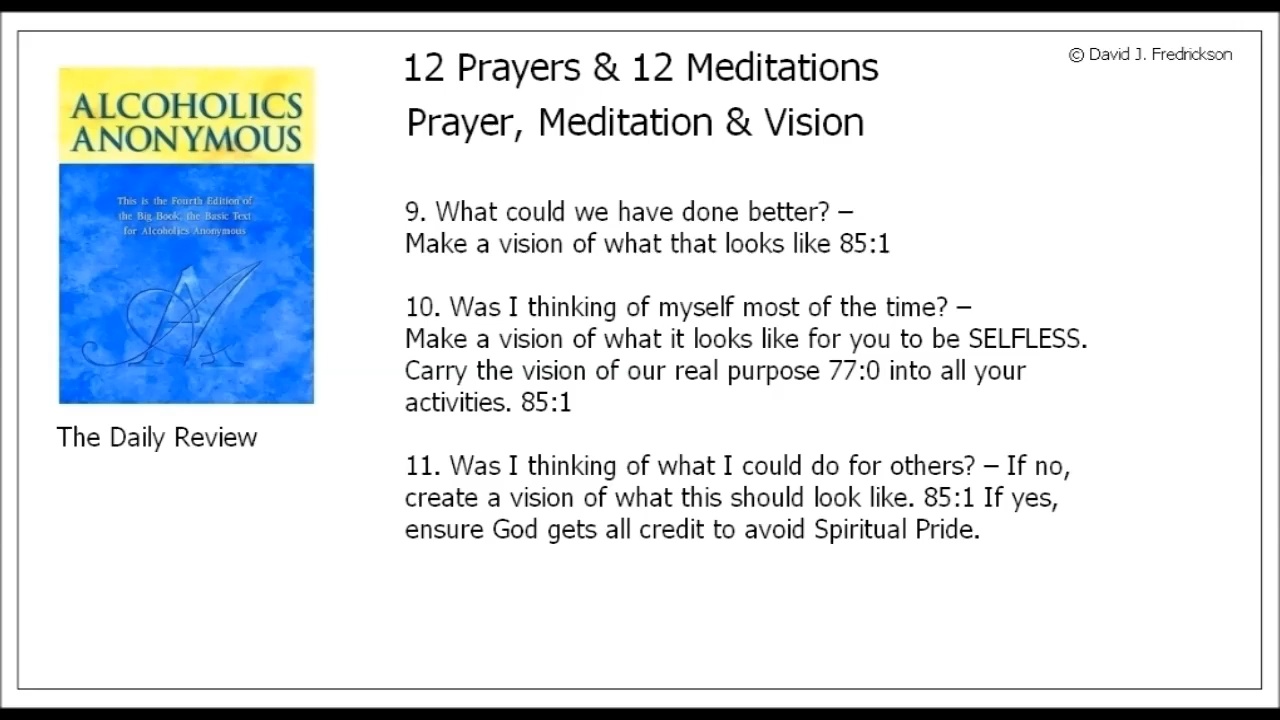 © David J. Fredrickson
12 Prayers & 12 Meditations
Prayer, Meditation & Vision
ALCOHOLICS
ANONYMOUS
This is the Fourth Edition of
the Big Book, the Basic Text
for Alcoholics Anonymous
AA
The Daily Review
9. What could we have done better? –
Make a vision of what that looks like 85:1
10. Was I thinking of myself most of the time? –
Make a vision of what it looks like for you to be SELFLESS.
Carry the vision of our real purpose 77:0 into all your
activities. 85:1
11. Was I thinking of what I could do for others? – If no,
create a vision of what this should look like. 85:1 If yes,
ensure God gets all credit to avoid Spiritual Pride.